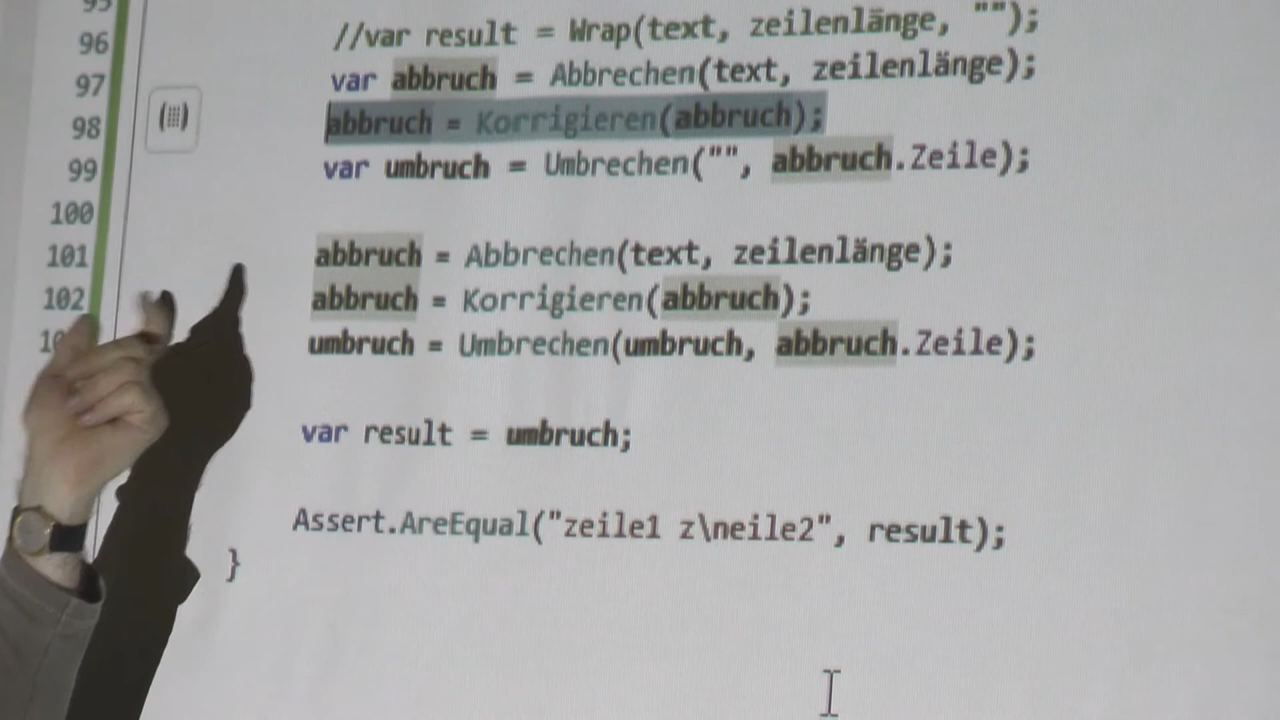 95
96 //var result = Wrap(text, zeilenlänge, "");
97 var abbruch = Abbrechen(text, zeilenlänge);
98 abbruch = Korrigieren(abbruch);
99 var umbruch = Umbrechen("", abbruch.Zeile);
100
101 abbruch = Abbrechen(text, zeilenlänge);
102 abbruch = Korrigieren(abbruch);
umbruch = Umbrechen(umbruch, abbruch.Zeile);
var result = umbruch;
Assert.AreEqual("zeile1 z\neile2", result);
}